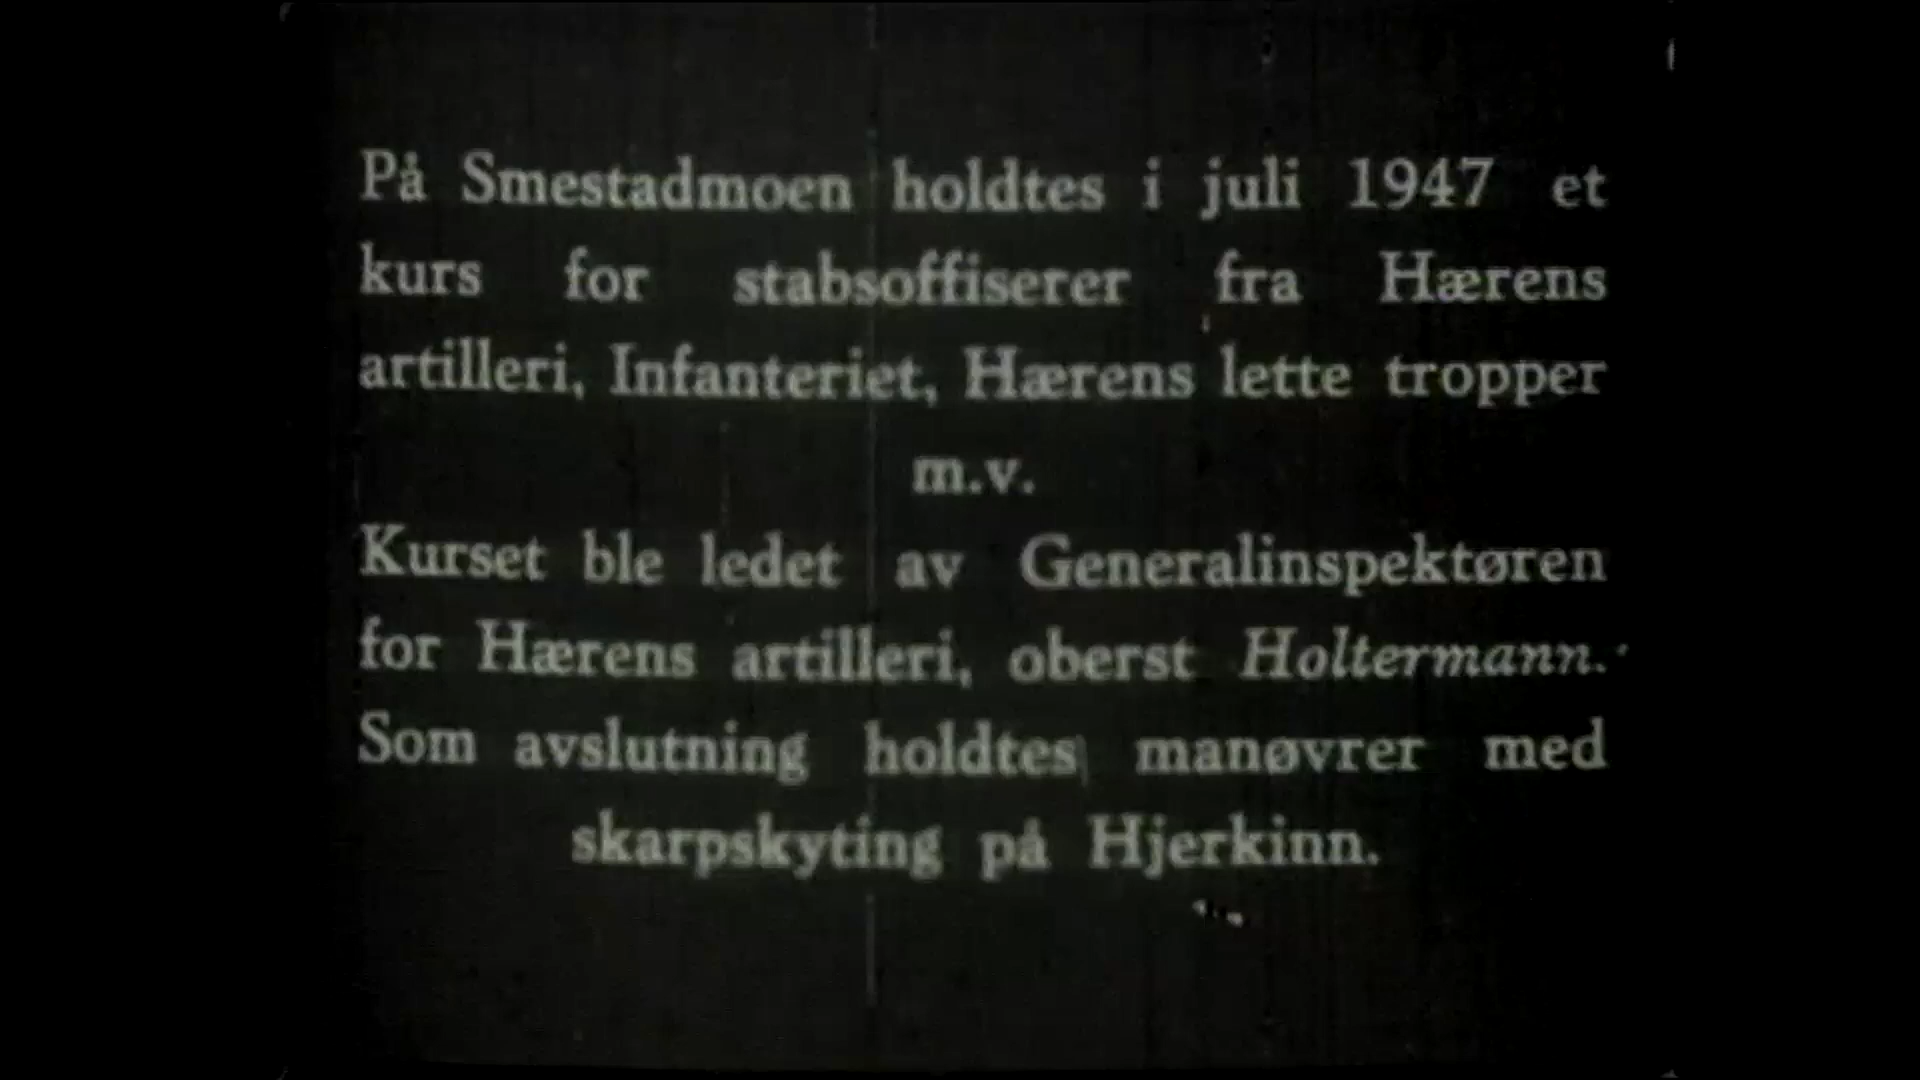 På Smestadmoen holdtes i juli 1947 et
kurs for stabsoffiserer fra Hærens
artilleri, Infanteriet, Hærens lette tropper
m.v.
Kurset ble ledet av Generalinspektøren
for Hærens artilleri, oberst Holtermann.
Som avslutning holdtes manøvrer med
skarpskyting på Hjerkinn.